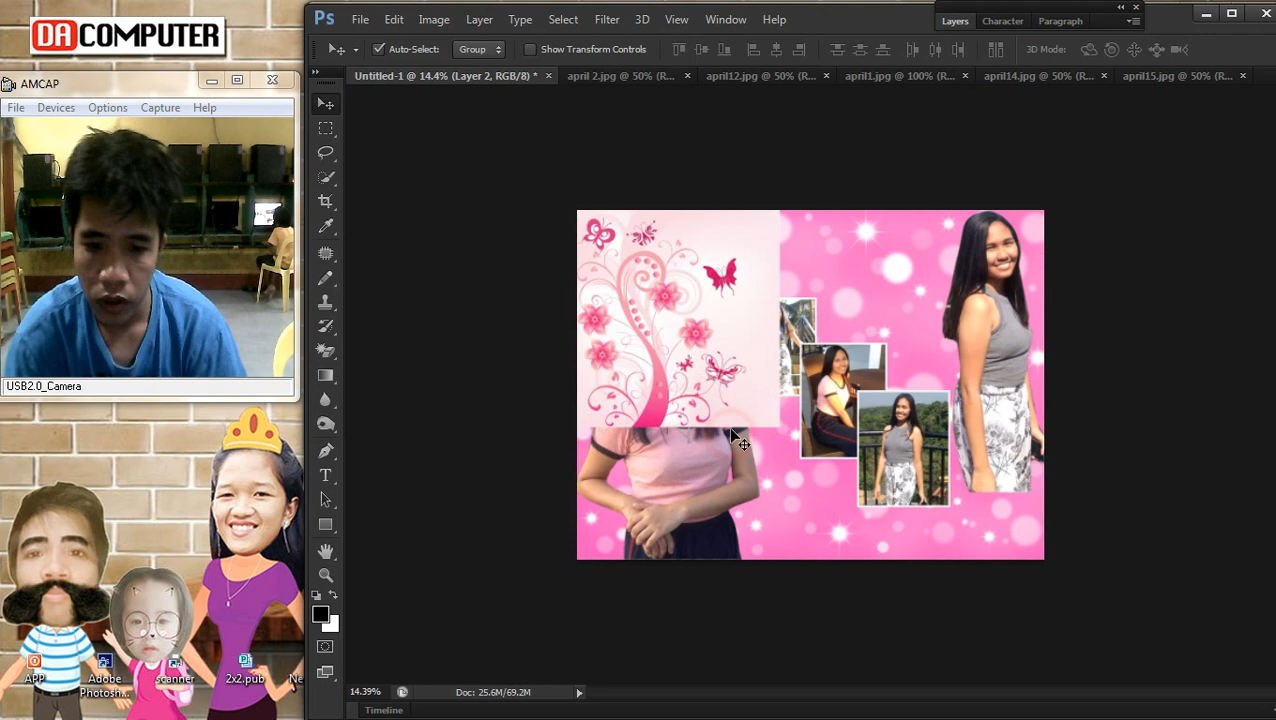 DA COMPUTER
AMCAP
File Devices Options Capture Help
USB2.0_Camera
APP
Adobe
Photosh...
scanner
2x2.pub
Ne
Ps File Edit Image Layer Type Select Filter 3D View Window Help
Layers Character Paragraph
Auto-Select: Group Show Transform Controls 3D Mode:
Untitled-1 @ 14.4% (Layer 2, RGB/8) * april 2.jpg @ 50% (R... april12.jpg @ 50% (R... april1.jpg @ 100% (... april14.jpg @ 50% (R... april15.jpg @ 50% (R...
14.39% Doc: 25.6M/
Timeline